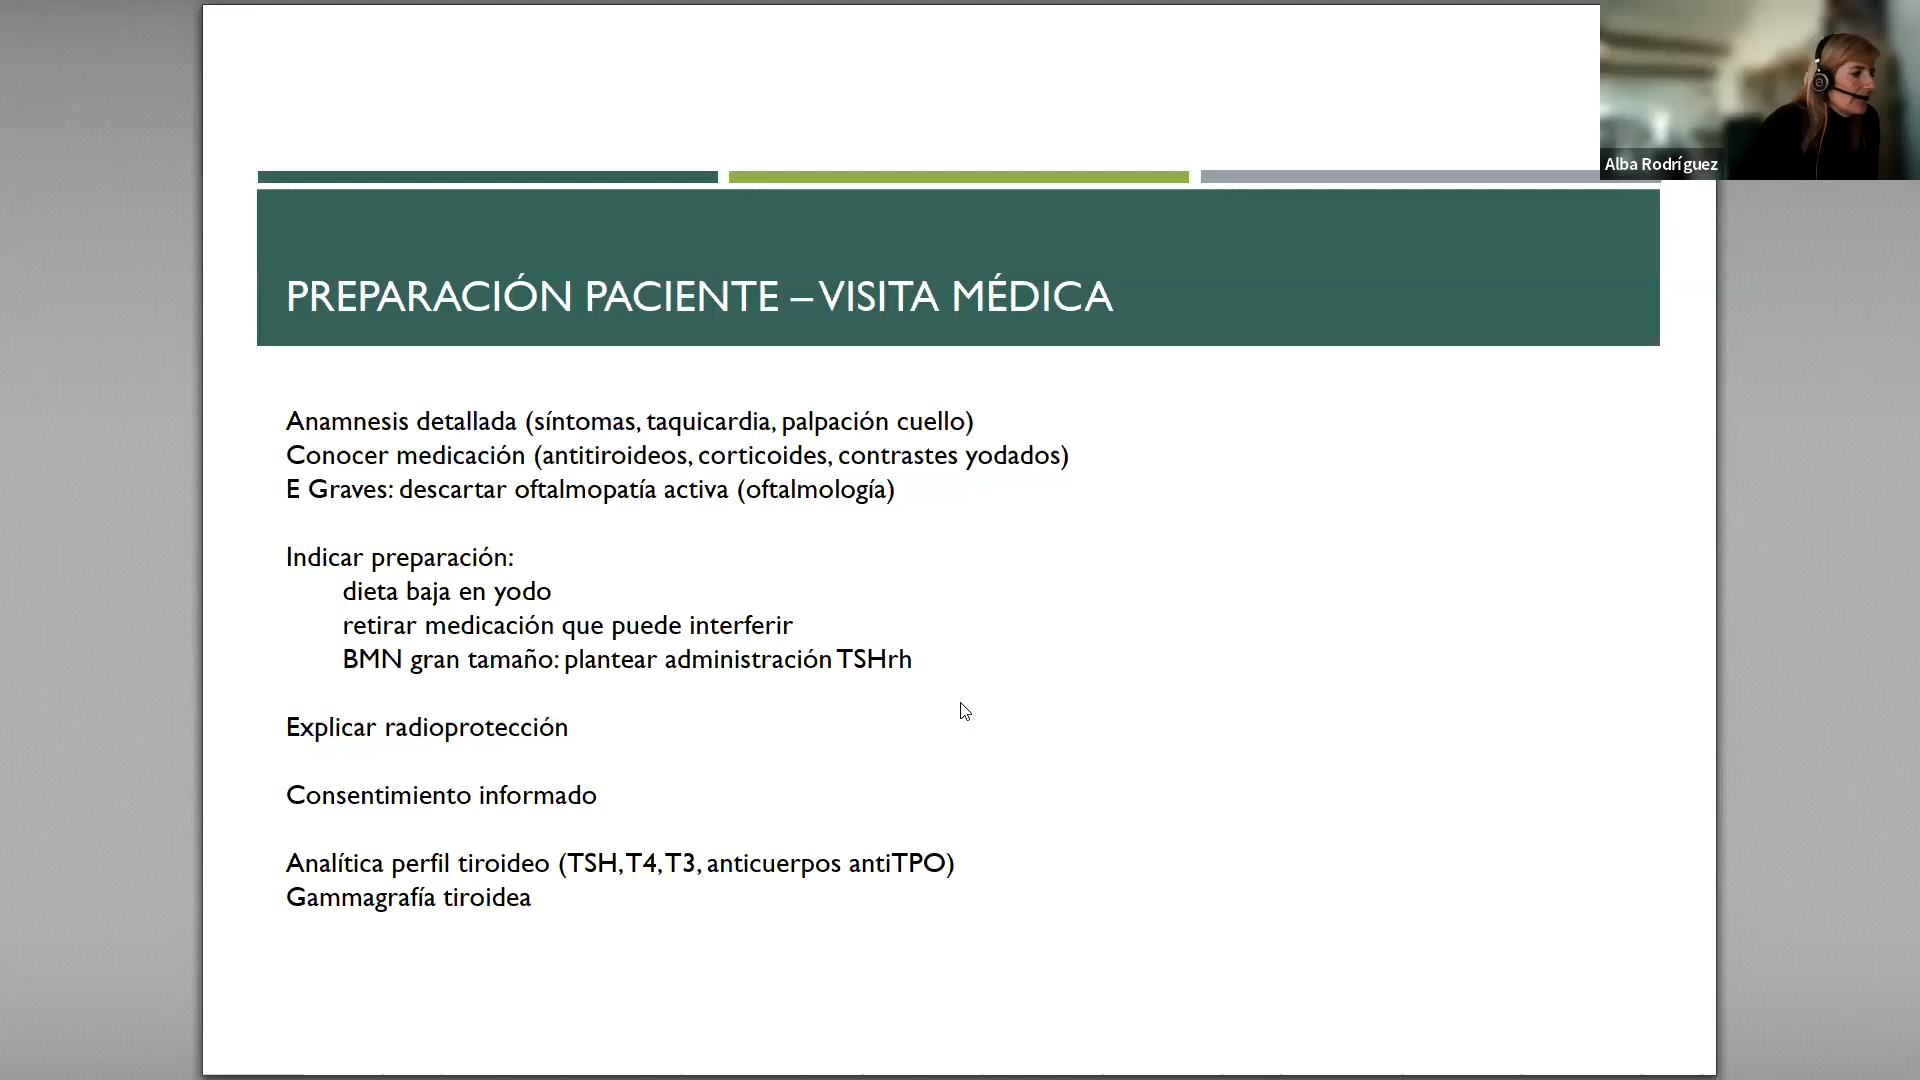 Alba Rodríguez
PREPARACIÓN PACIENTE – VISITA MÉDICA
Anamnesis detallada (síntomas, taquicardia, palpación cuello)
Conocer medicación (antitiroideos, corticoides, contrastes yodados)
E Graves: descartar oftalmopatía activa (oftalmología)
Indicar preparación:
dieta baja en yodo
retirar medicación que puede interferir
BMN gran tamaño: plantear administración TSHrh
Explicar radioprotección
Consentimiento informado
Analítica perfil tiroideo (TSH, T4, T3, anticuerpos antiTPO)
Gammagrafía tiroidea